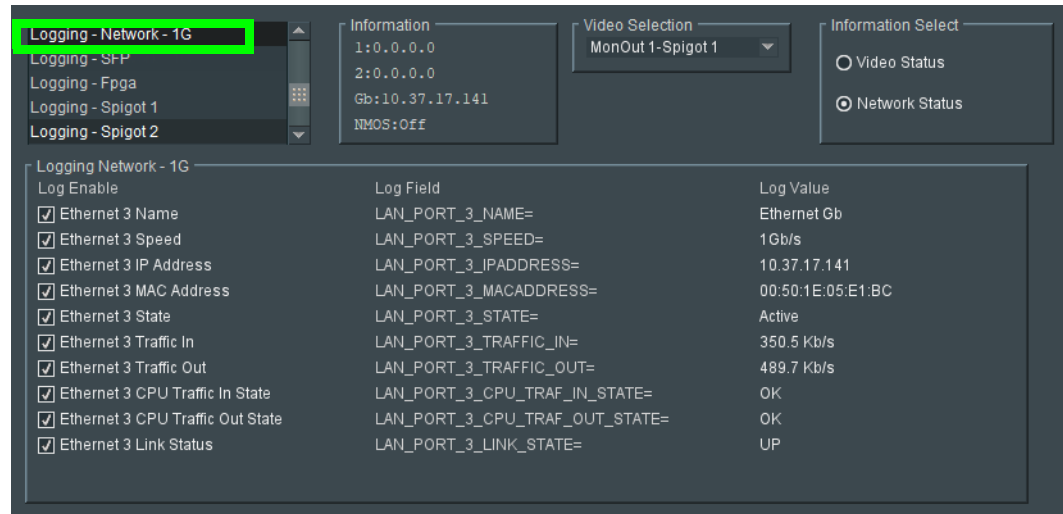 Logging - Network - 1G
Logging - SFP
Logging - Fpga
Logging - Spigot 1
Logging - Spigot 2
Information
1:0.0.0.0
2:0.0.0.0
Gb:10.37.17.141
NMOS:Off
Video Selection
MonOut 1-Spigot 1
Information Select
Video Status
Network Status
Logging Network - 1G
Log Enable Log Field Log Value
Ethernet 3 Name LAN_PORT_3_NAME= Ethernet Gb
Ethernet 3 Speed LAN_PORT_3_SPEED= 1Gb/s
Ethernet 3 IP Address LAN_PORT_3_IPADDRESS= 10.37.17.141
Ethernet 3 MAC Address LAN_PORT_3_MACADDRESS= 00:50:1E:05:E1:BC
Ethernet 3 State LAN_PORT_3_STATE= Active
Ethernet 3 Traffic In LAN_PORT_3_TRAFFIC_IN= 350.5 Kb/s
Ethernet 3 Traffic Out LAN_PORT_3_TRAFFIC_OUT= 489.7 Kb/s
Ethernet 3 CPU Traffic In State LAN_PORT_3_CPU_TRAF_IN_STATE= OK
Ethernet 3 CPU Traffic Out State LAN_PORT_3_CPU_TRAF_OUT_STATE= OK
Ethernet 3 Link Status LAN_PORT_3_LINK_STATE= UP